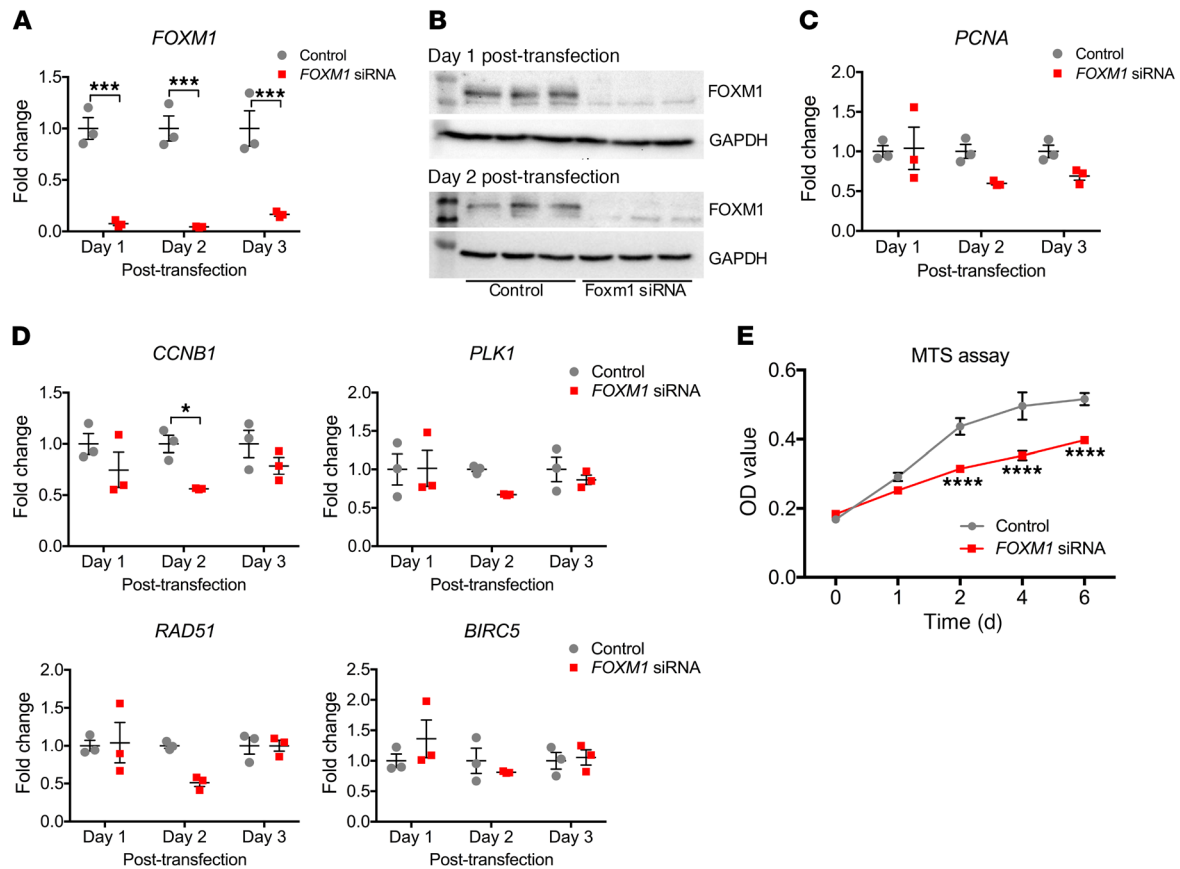 A
FOXM1
Control
FOXM1 siRNA
Fold change
1.5
1.0
0.5
0.0
***
***
***
Day 1
Day 2
Day 3
Post-transfection
B
Day 1 post-transfection
FOXM1
GAPDH
Day 2 post-transfection
FOXM1
GAPDH
Control
Foxm1 siRNA
C
PCNA
Control
FOXM1 siRNA
Fold change
2.0
1.5
1.0
0.5
0.0
Day 1
Day 2
Day 3
Post-transfection
D
CCNB1
Fold change
1.5
1.0
0.5
0.0
*
Day 1
Day 2
Day 3
Post-transfection
PLK1
Control
FOXM1 siRNA
Fold change
2.0
1.5
1.0
0.5
0.0
Day 1
Day 2
Day 3
Post-transfection
RAD51
Fold change
2.0
1.5
1.0
0.5
0.0
Day 1
Day 2
Day 3
Post-transfection
BIRC5
Control
FOXM1 siRNA
Fold change
2.5
2.0
1.5
1.0
0.5
0.0
Day 1
Day 2
Day 3
Post-transfection
E
MTS assay
OD value
0.6
0.4
0.2
0.0
****
****
****
Control
FOXM1 siRNA
0
1
2
4
6
Time (d)